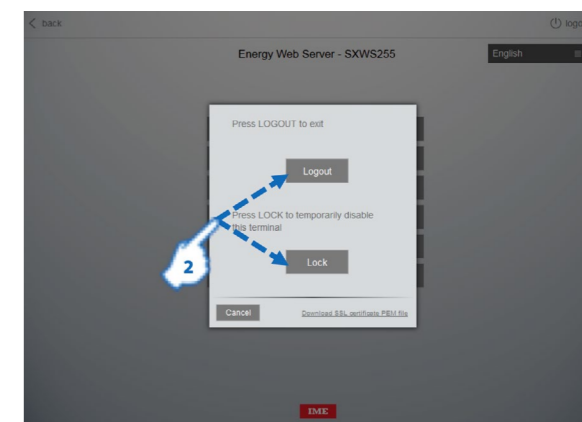 back
logo
Energy Web Server - SXWS255
English
Press LOGOUT to exit
Logout
Press LOCK to temporarily disable
this terminal
2
Lock
Cancel
Download SSL certificate PEM file
IME